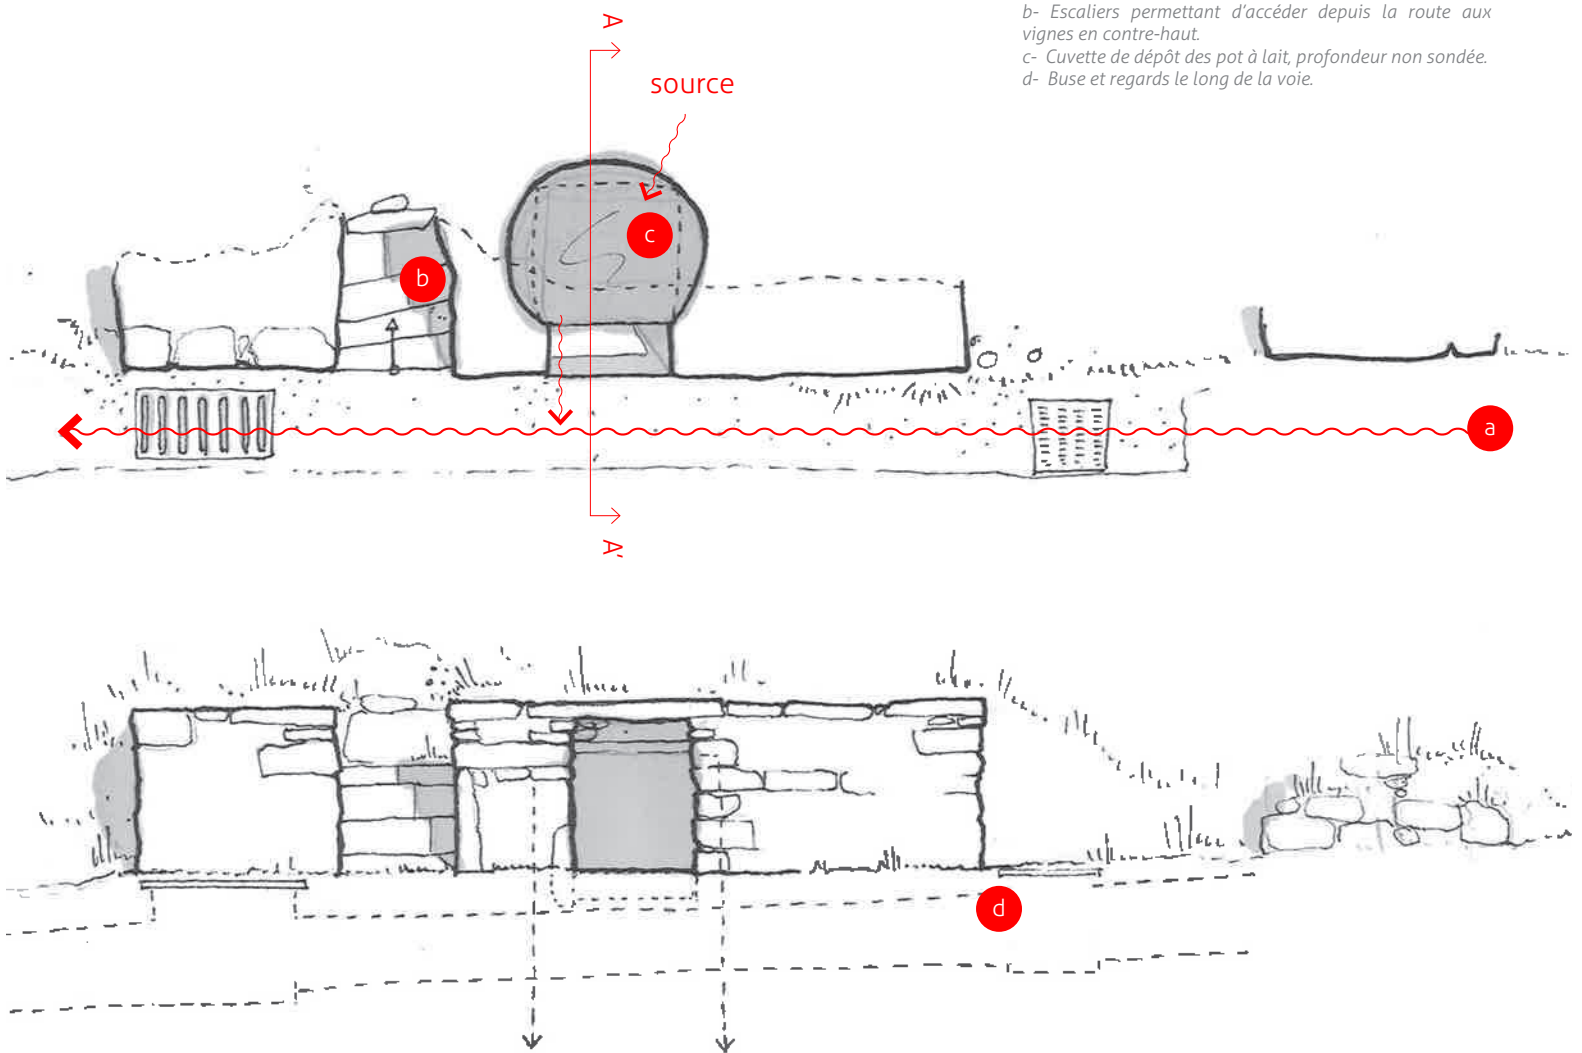 b- Escaliers permettant d'accéder depuis la route aux
vignes en contre-haut.
c- Cuvette de dépôt des pot à lait, profondeur non sondée.
d- Buse et regards le long de la voie.
A
source
c
b
a
A'
d